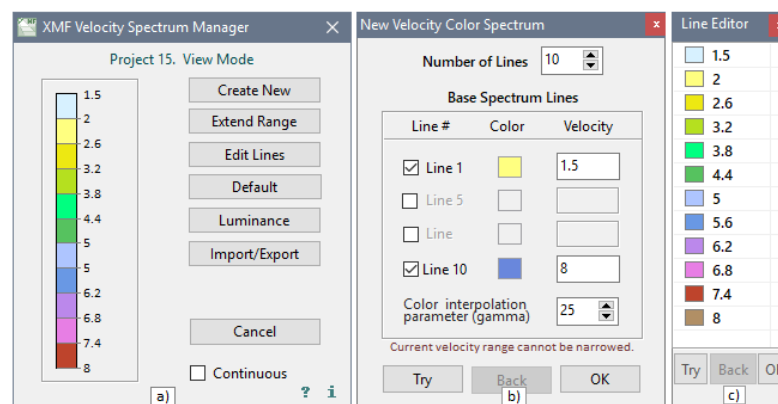 XMF Velocity Spectrum Manager
Project 15. View Mode
1.5
2
2.6
3.2
3.8
4.4
5
5
6.2
6.8
7.4
8
Create New
Extend Range
Edit Lines
Default
Luminance
Import/Export
Cancel
Continuous
? i
a)
New Velocity Color Spectrum
x
Number of Lines 10
Base Spectrum Lines
Line # Color Velocity
Line 1 1.5
Line 5
Line
Line 10 8
Color interpolation
parameter (gamma) 25
Current velocity range cannot be narrowed.
Try Back OK
b)
Line Editor
1.5
2
2.6
3.2
3.8
4.4
5
5.6
6.2
6.8
7.4
8
Try Back
c)